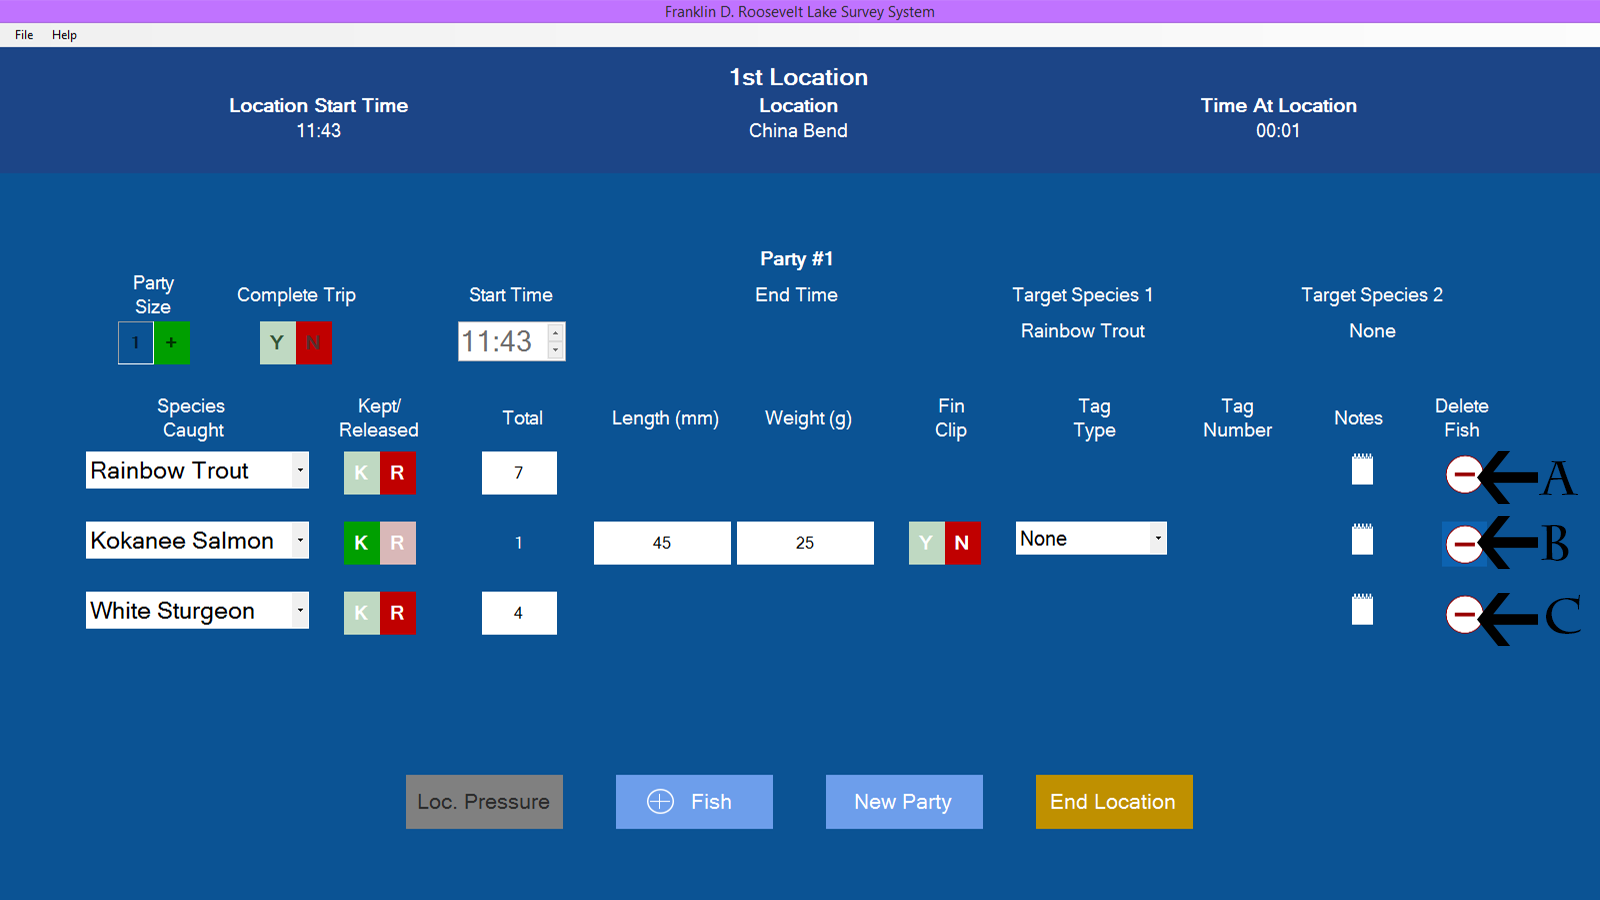 Franklin D. Roosevelt Lake Survey System
File Help
1st Location
Location Start Time Location Time At Location
11:43 China Bend 00:01
Party #1
Party Size Complete Trip Start Time End Time Target Species 1 Target Species 2
1 + Y N 11:43 Rainbow Trout None
Species Caught Kept/ Released Total Length (mm) Weight (g) Fin Clip Tag Type Tag Number Notes Delete Fish
Rainbow Trout K R 7 A
Kokanee Salmon K R 1 45 25 Y N None B
White Sturgeon K R 4 C
Loc. Pressure Fish New Party End Location